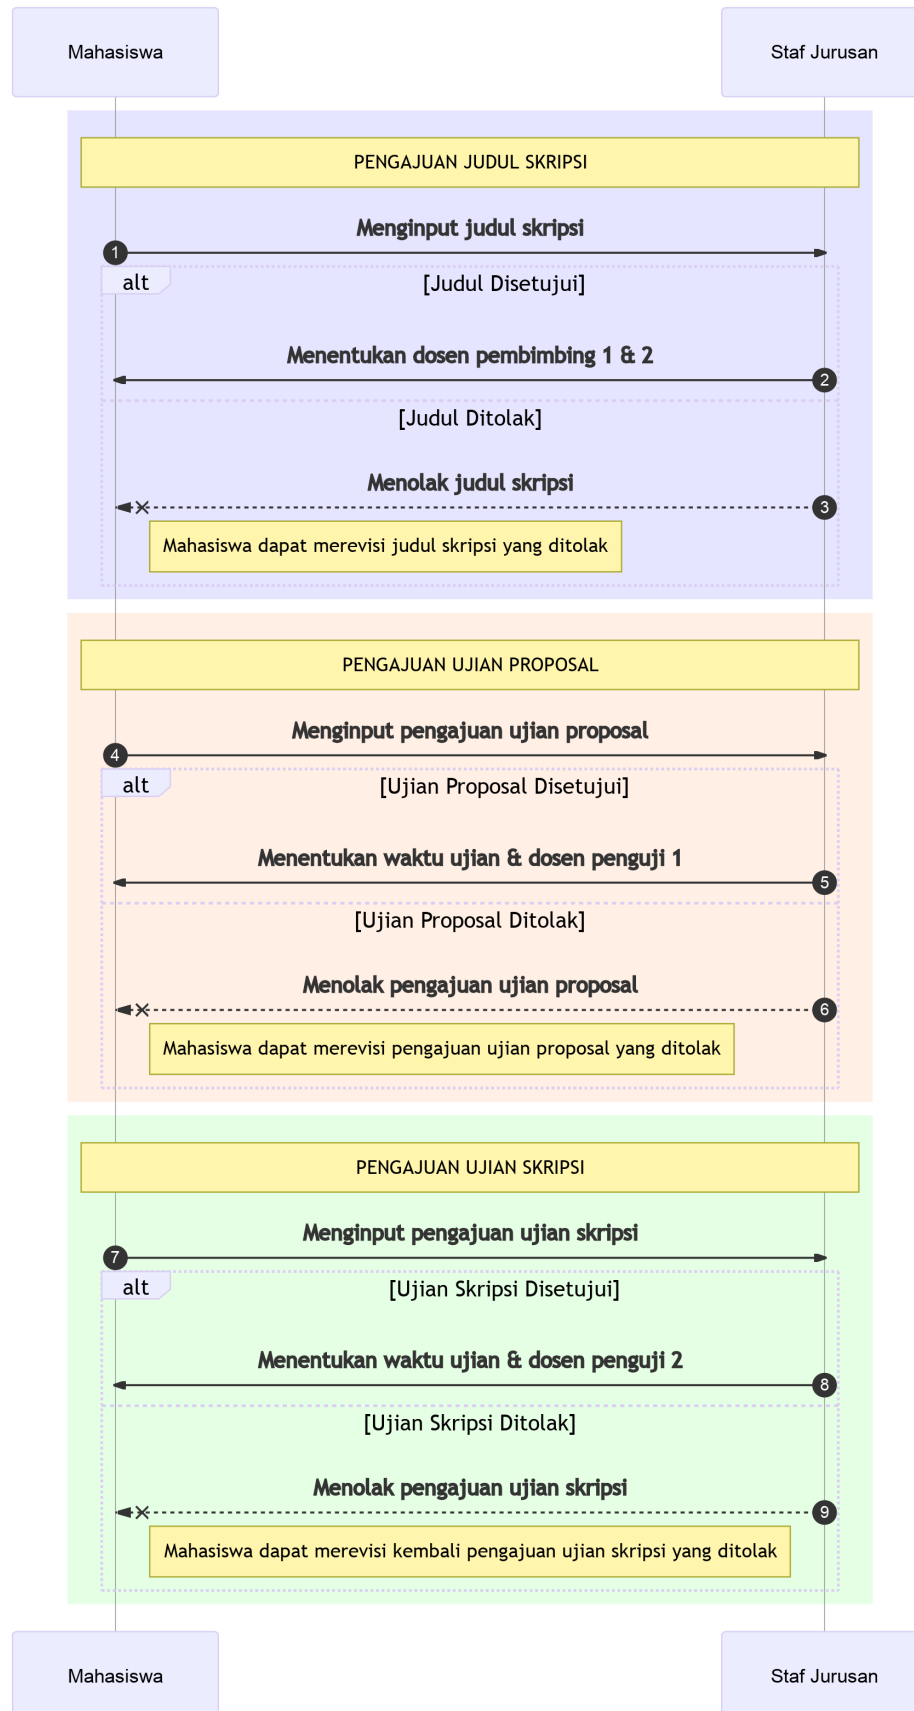 Mahasiswa
Staf Jurusan
PENGAJUAN JUDUL SKRIPSI
Menginput judul skripsi
1
alt
[Judul Disetujui]
Menentukan dosen pembimbing 1 & 2
2
[Judul Ditolak]
Menolak judul skripsi
3
Mahasiswa dapat merevisi judul skripsi yang ditolak
PENGAJUAN UJIAN PROPOSAL
Menginput pengajuan ujian proposal
4
alt
[Ujian Proposal Disetujui]
Menentukan waktu ujian & dosen penguji 1
5
[Ujian Proposal Ditolak]
Menolak pengajuan ujian proposal
6
Mahasiswa dapat merevisi pengajuan ujian proposal yang ditolak
PENGAJUAN UJIAN SKRIPSI
Menginput pengajuan ujian skripsi
7
alt
[Ujian Skripsi Disetujui]
Menentukan waktu ujian & dosen penguji 2
8
[Ujian Skripsi Ditolak]
Menolak pengajuan ujian skripsi
9
Mahasiswa dapat merevisi kembali pengajuan ujian skripsi yang ditolak
Mahasiswa
Staf Jurusan